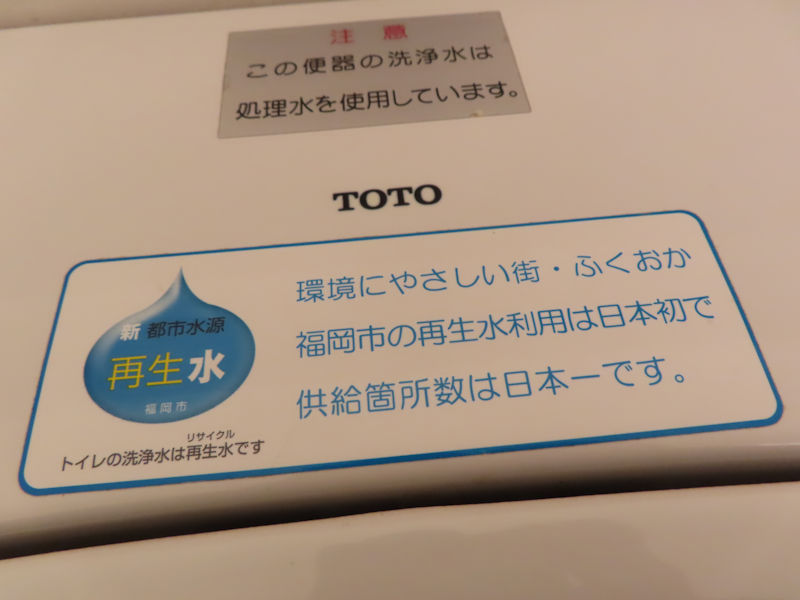 注意
この便器の洗浄水は
処理水を使用しています。
TOTO
新 都市水源
再生水
福岡市
リサイクル
トイレの洗浄水は再生水です
環境にやさしい街・ふくおか
福岡市の再生水利用は日本初で
供給箇所数は日本一です。